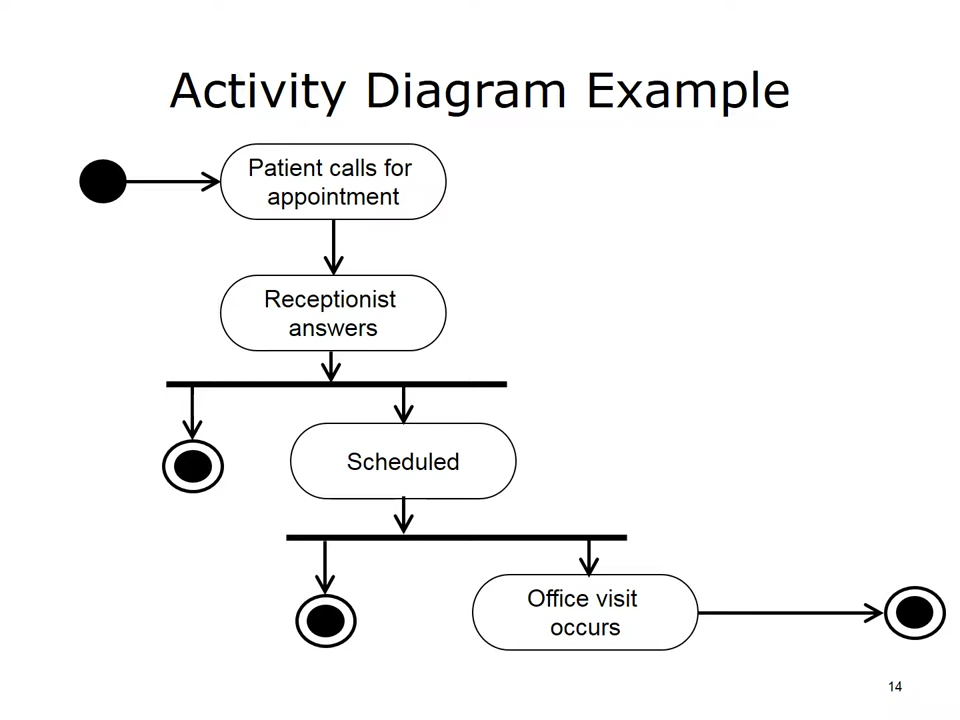 Activity Diagram Example
Patient calls for
appointment
Receptionist
answers
Scheduled
Office visit
occurs
14